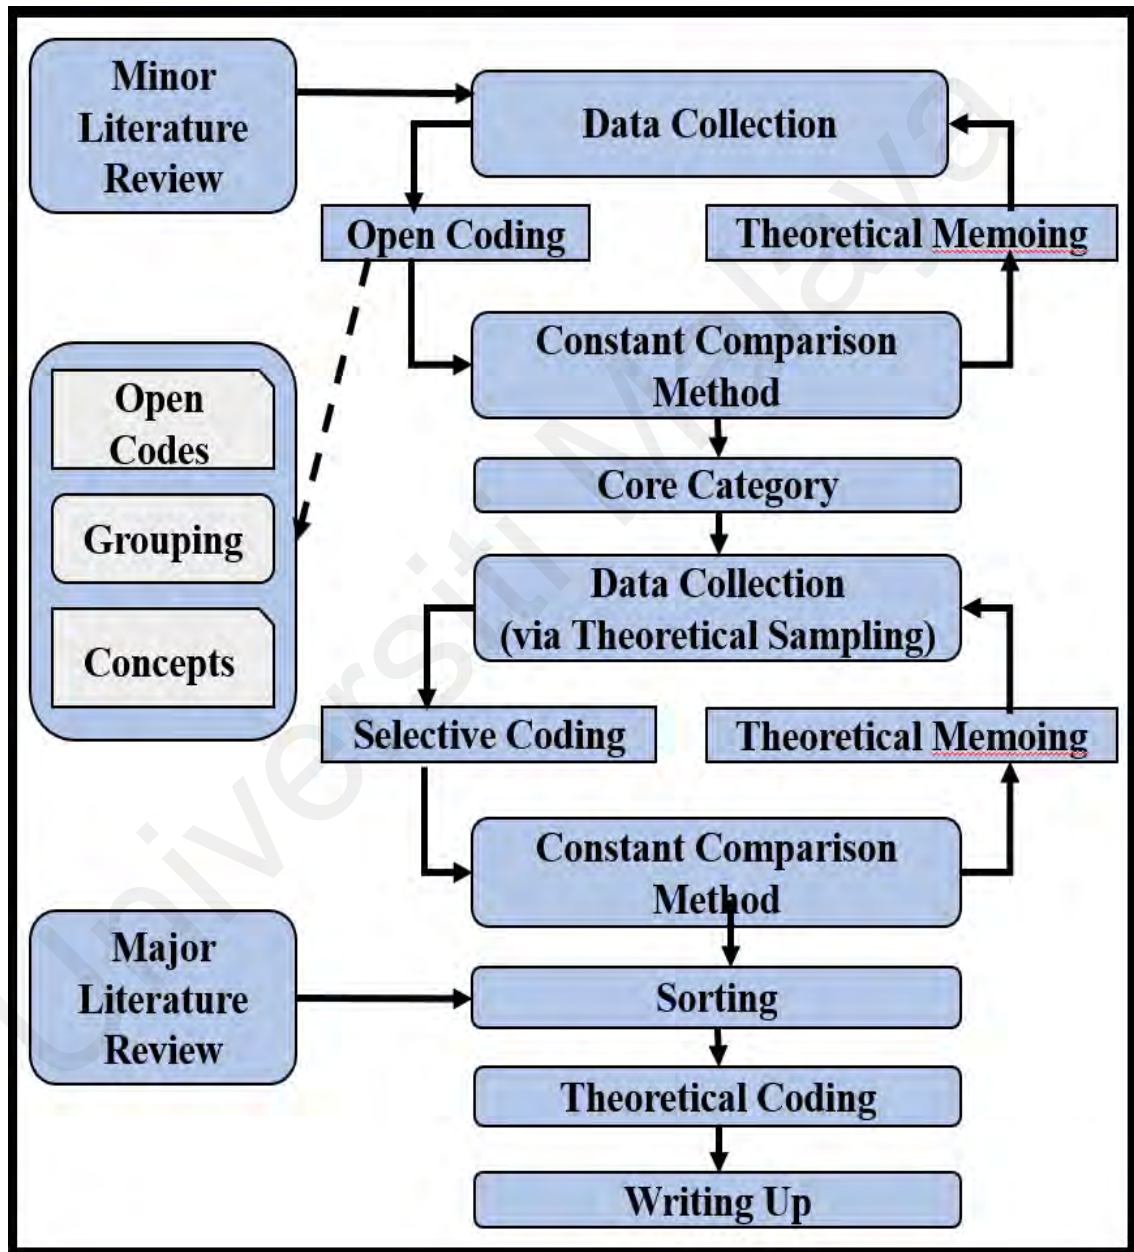 Minor
Literature
Review
Data Collection
Open Coding
Theoretical Memoing
Constant Comparison
Method
Open
Codes
Grouping
Concepts
Core Category
Data Collection
(via Theoretical Sampling)
Selective Coding
Theoretical Memoing
Constant Comparison
Method
Major
Literature
Review
Sorting
Theoretical Coding
Writing Up
Universiti Malaya